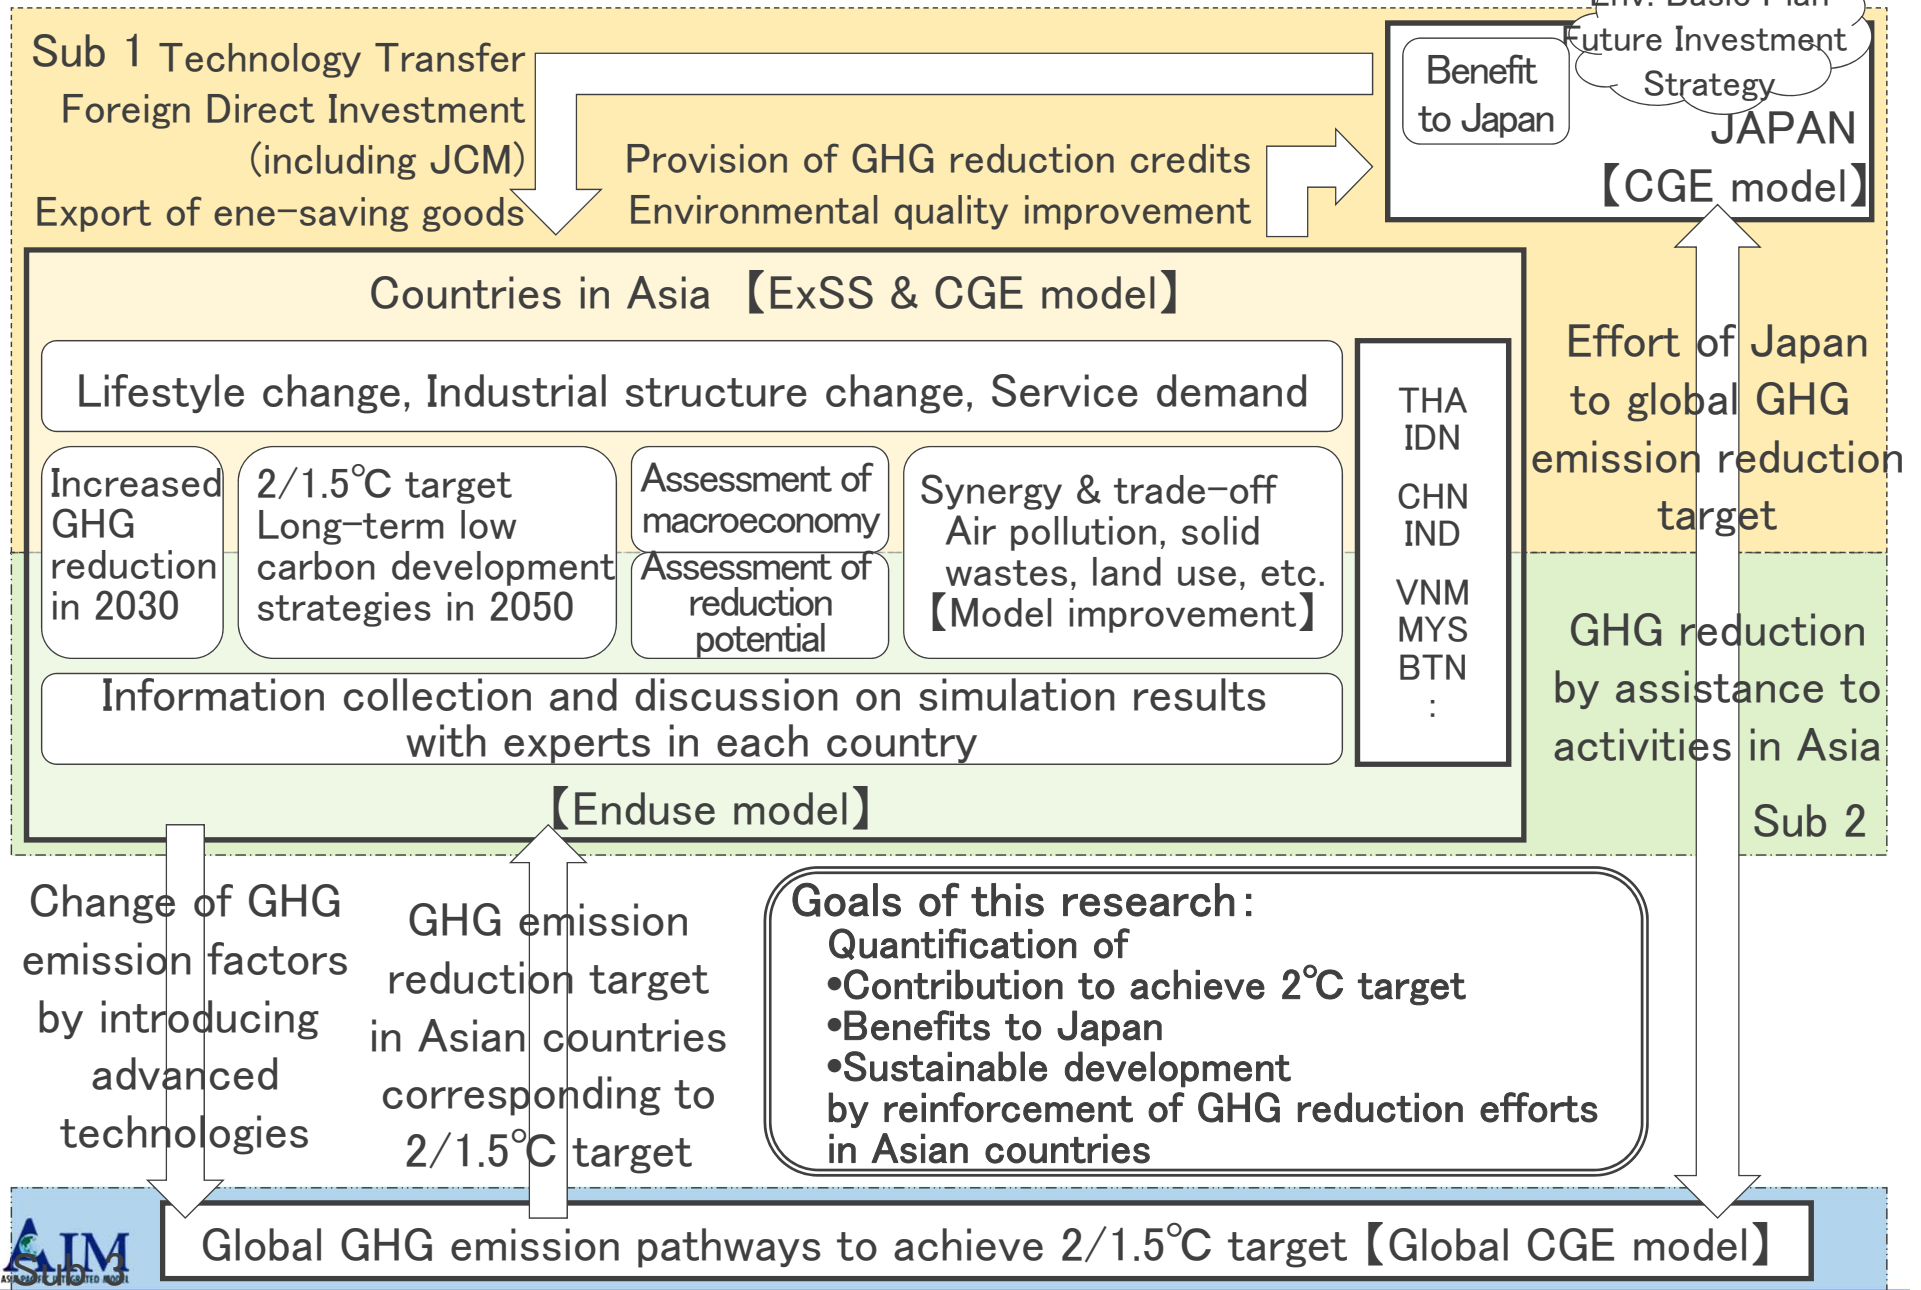 Env. Basic Plan
Future Investment
Strategy
Benefit
to Japan
JAPAN
【CGE model】
Sub 1
Technology Transfer
Foreign Direct Investment
(including JCM)
Export of ene-saving goods
Provision of GHG reduction credits
Environmental quality improvement
Countries in Asia 【ExSS & CGE model】
Lifestyle change, Industrial structure change, Service demand
Increased
GHG
reduction
in 2030
2/1.5℃ target
Long-term low
carbon development
strategies in 2050
Assessment of
macroeconomy
Assessment of
reduction
potential
Synergy & trade-off
Air pollution, solid
wastes, land use, etc.
【Model improvement】
THA
IDN
CHN
IND
VNM
MYS
BTN
:
Information collection and discussion on simulation results
with experts in each country
【Enduse model】
Effort of Japan
to global GHG
emission reduction
target
GHG reduction
by assistance to
activities in Asia
Sub 2
Change of GHG
emission factors
by introducing
advanced
technologies
GHG emission
reduction target
in Asian countries
corresponding to
2/1.5℃ target
Goals of this research:
Quantification of
•Contribution to achieve 2℃ target
•Benefits to Japan
•Sustainable development
by reinforcement of GHG reduction efforts
in Asian countries
Global GHG emission pathways to achieve 2/1.5℃ target【Global CGE model】
AIM
ASIA-PACIFIC INTEGRATED MODEL
Sub 3